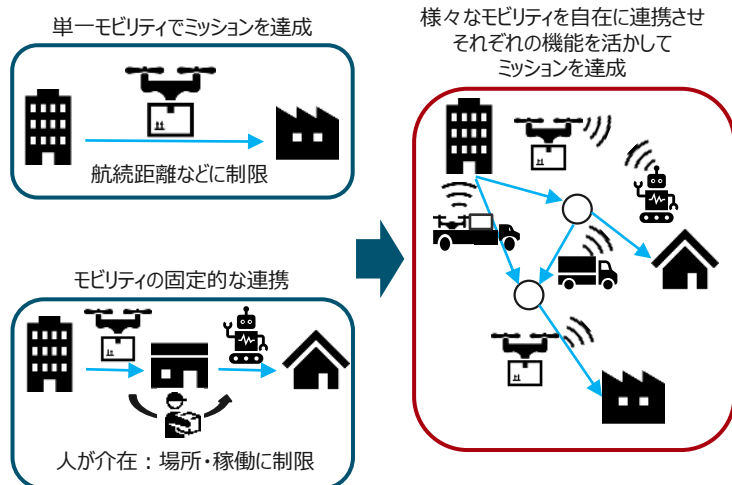 単一モビリティでミッションを達成
航続距離などに制限
モビリティの固定的な連携
人が介在：場所・稼働に制限
様々なモビリティを自在に連携させ
それぞれの機能を活かして
ミッションを達成